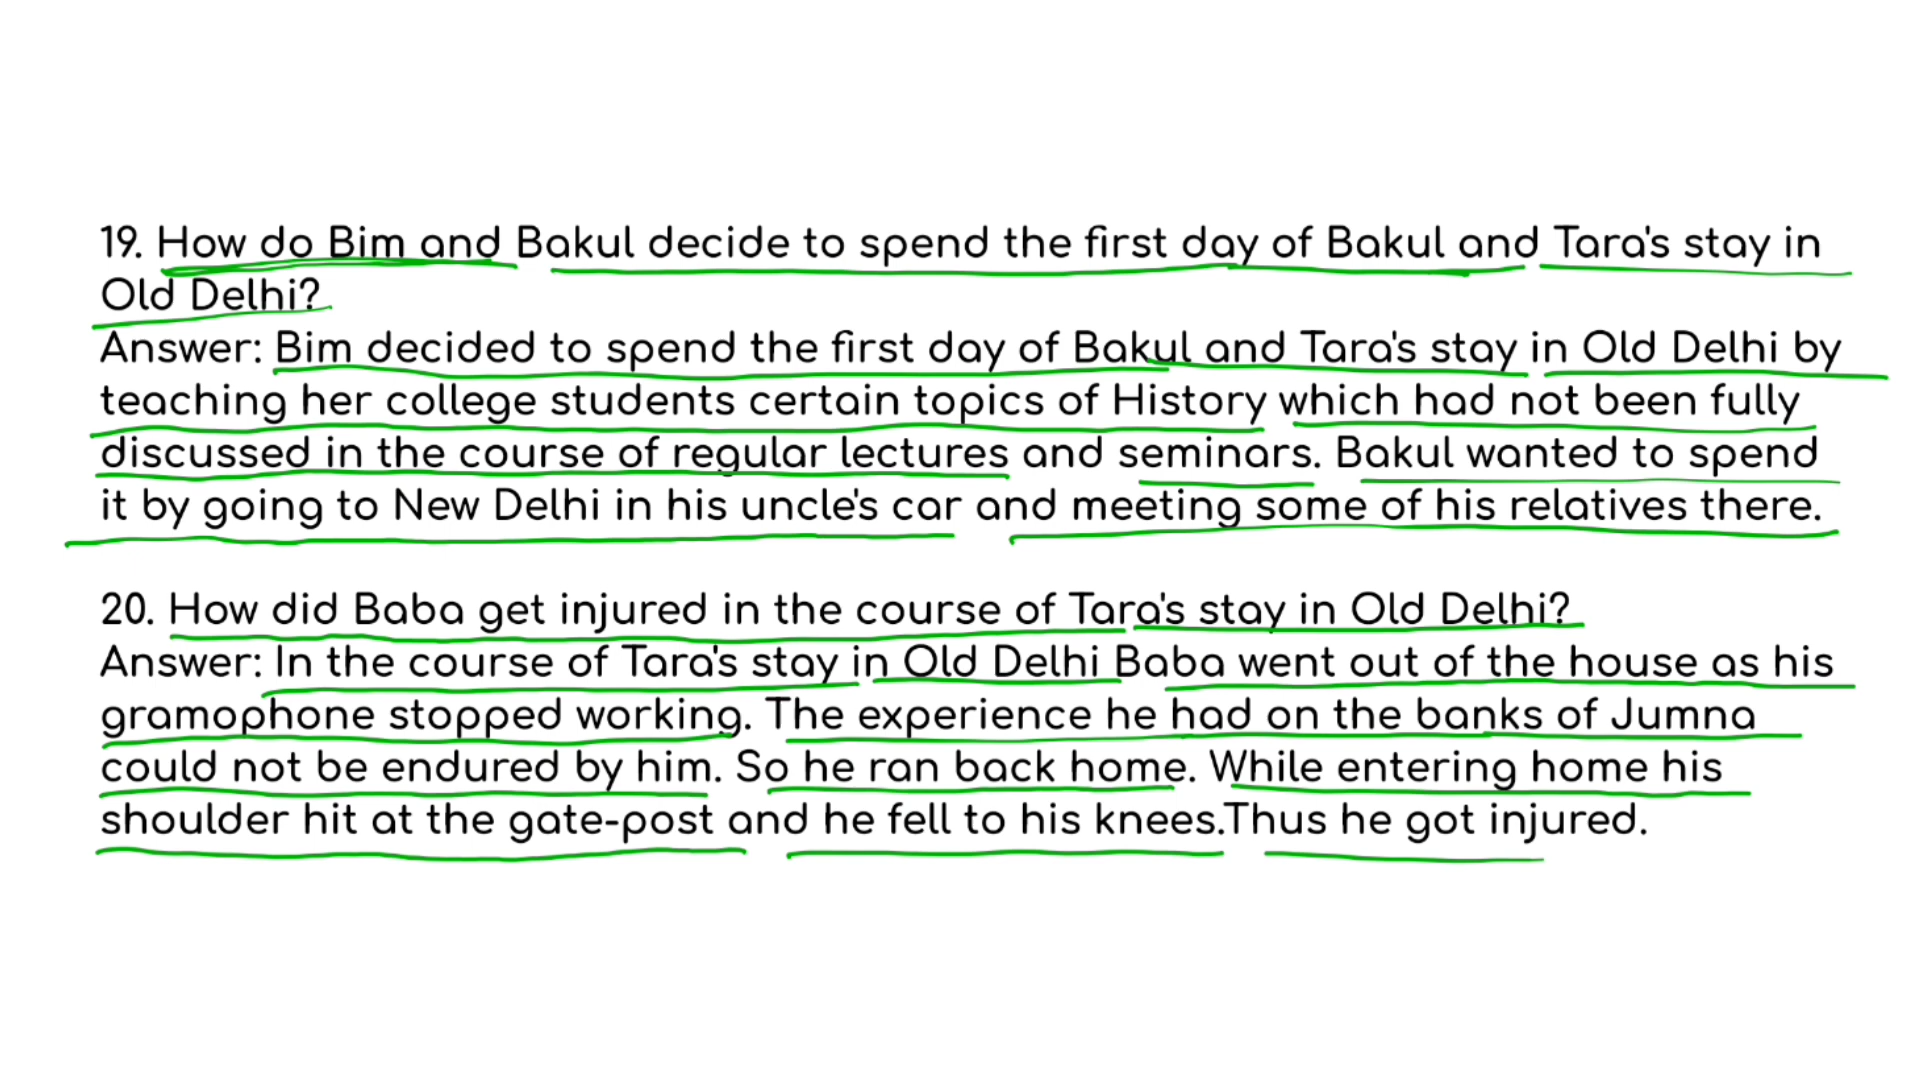 19. How do Bim and Bakul decide to spend the first day of Bakul and Tara's stay in
Old Delhi?
Answer: Bim decided to spend the first day of Bakul and Tara's stay in Old Delhi by
teaching her college students certain topics of History which had not been fully
discussed in the course of regular lectures and seminars. Bakul wanted to spend
it by going to New Delhi in his uncle's car and meeting some of his relatives there.
20. How did Baba get injured in the course of Tara's stay in Old Delhi?
Answer: In the course of Tara's stay in Old Delhi Baba went out of the house as his
gramophone stopped working. The experience he had on the banks of Jumna
could not be endured by him. So he ran back home. While entering home his
shoulder hit at the gate-post and he fell to his knees.Thus he got injured.